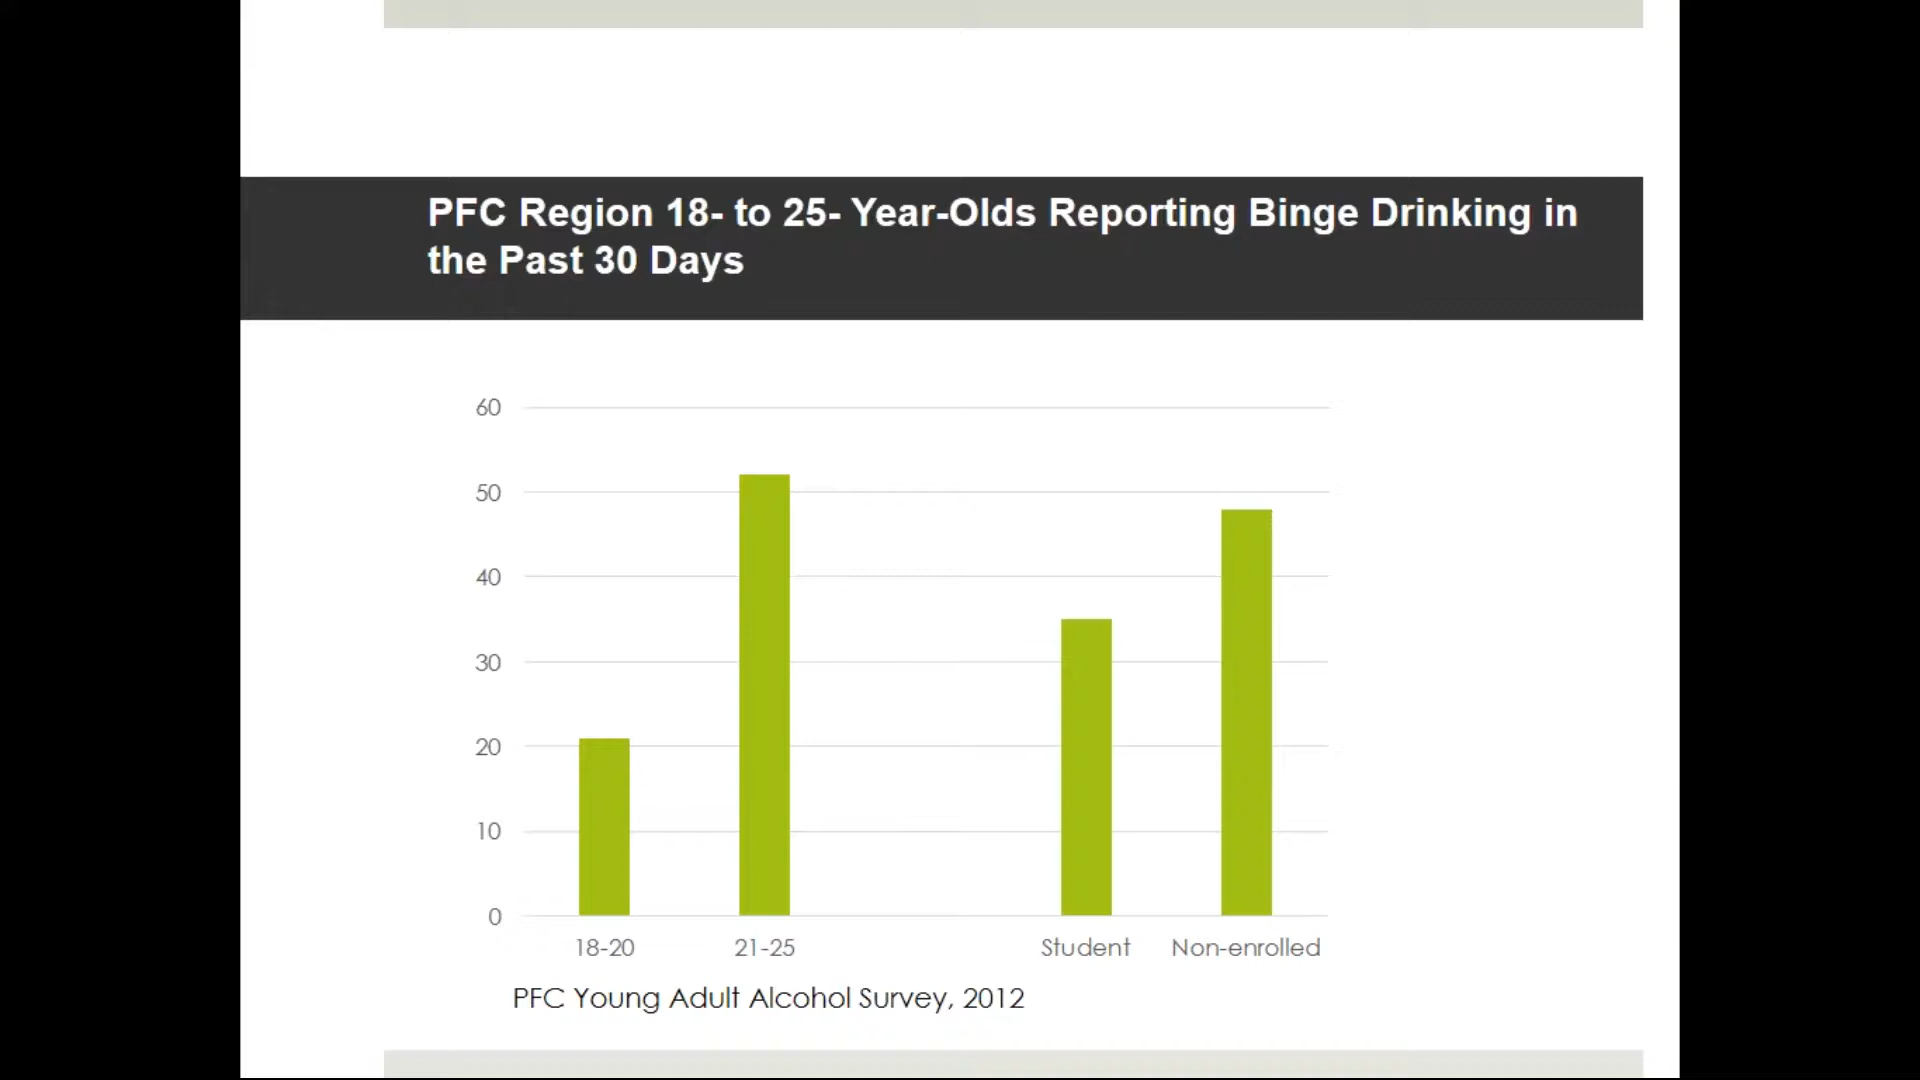 PFC Region 18- to 25- Year-Olds Reporting Binge Drinking in
the Past 30 Days
60
50
40
30
20
10
0
18-20 21-25 Student Non-enrolled
PFC Young Adult Alcohol Survey, 2012